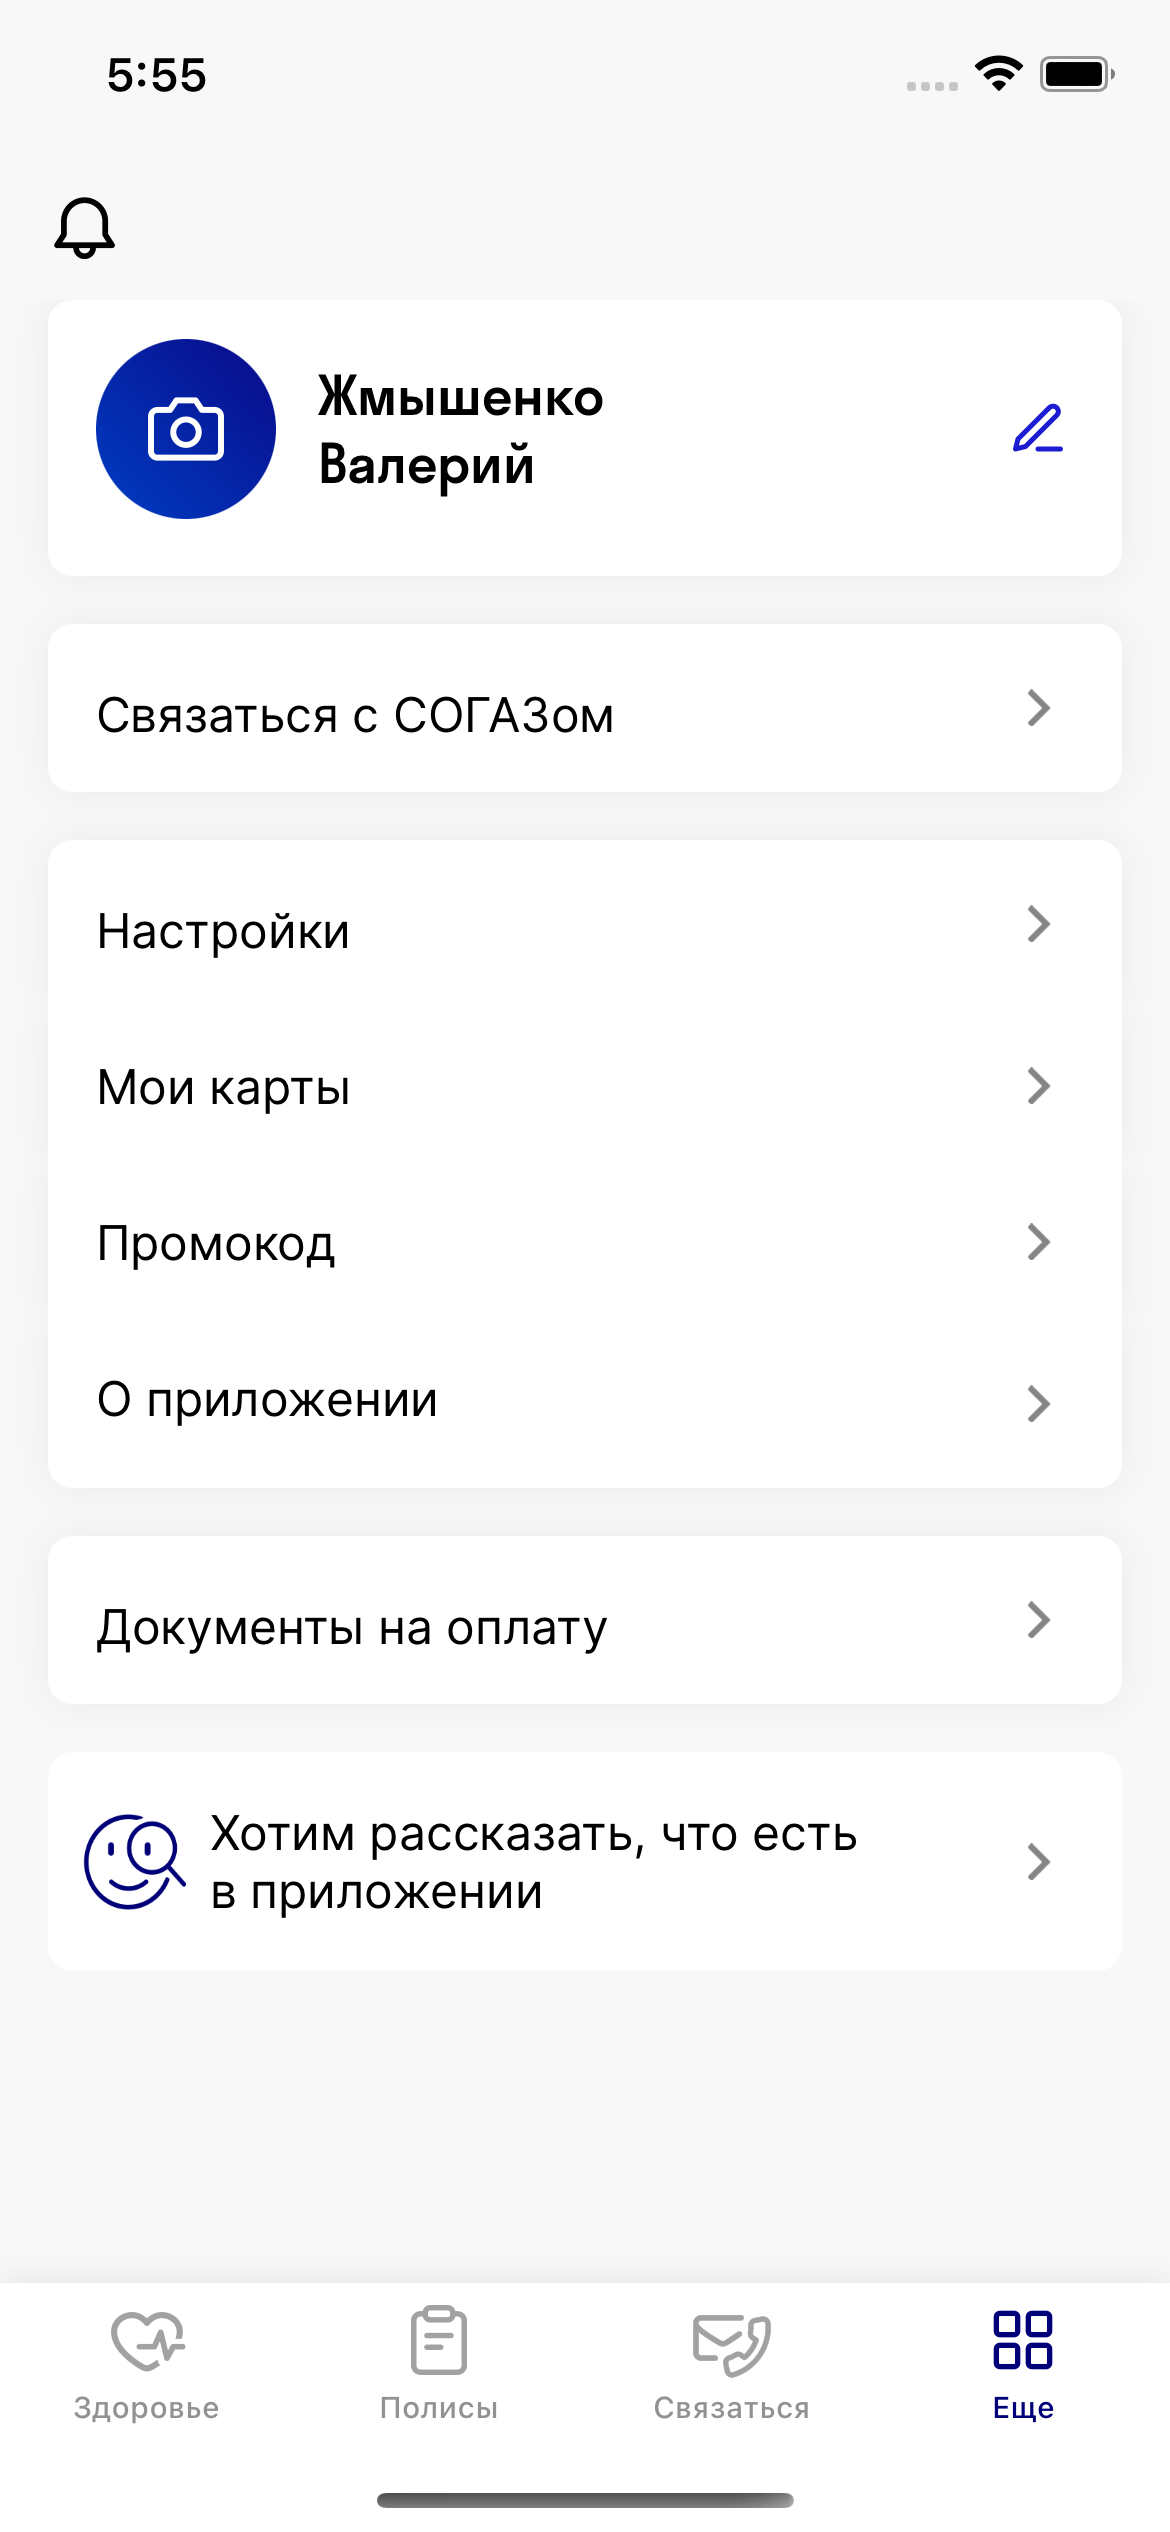 5:55
Жмышенко
Валерий
Связаться с СОГАЗом
Настройки
Мои карты
Промокод
О приложении
Документы на оплату
Хотим рассказать, что есть
в приложении
Здоровье
Полисы
Связаться
Еще